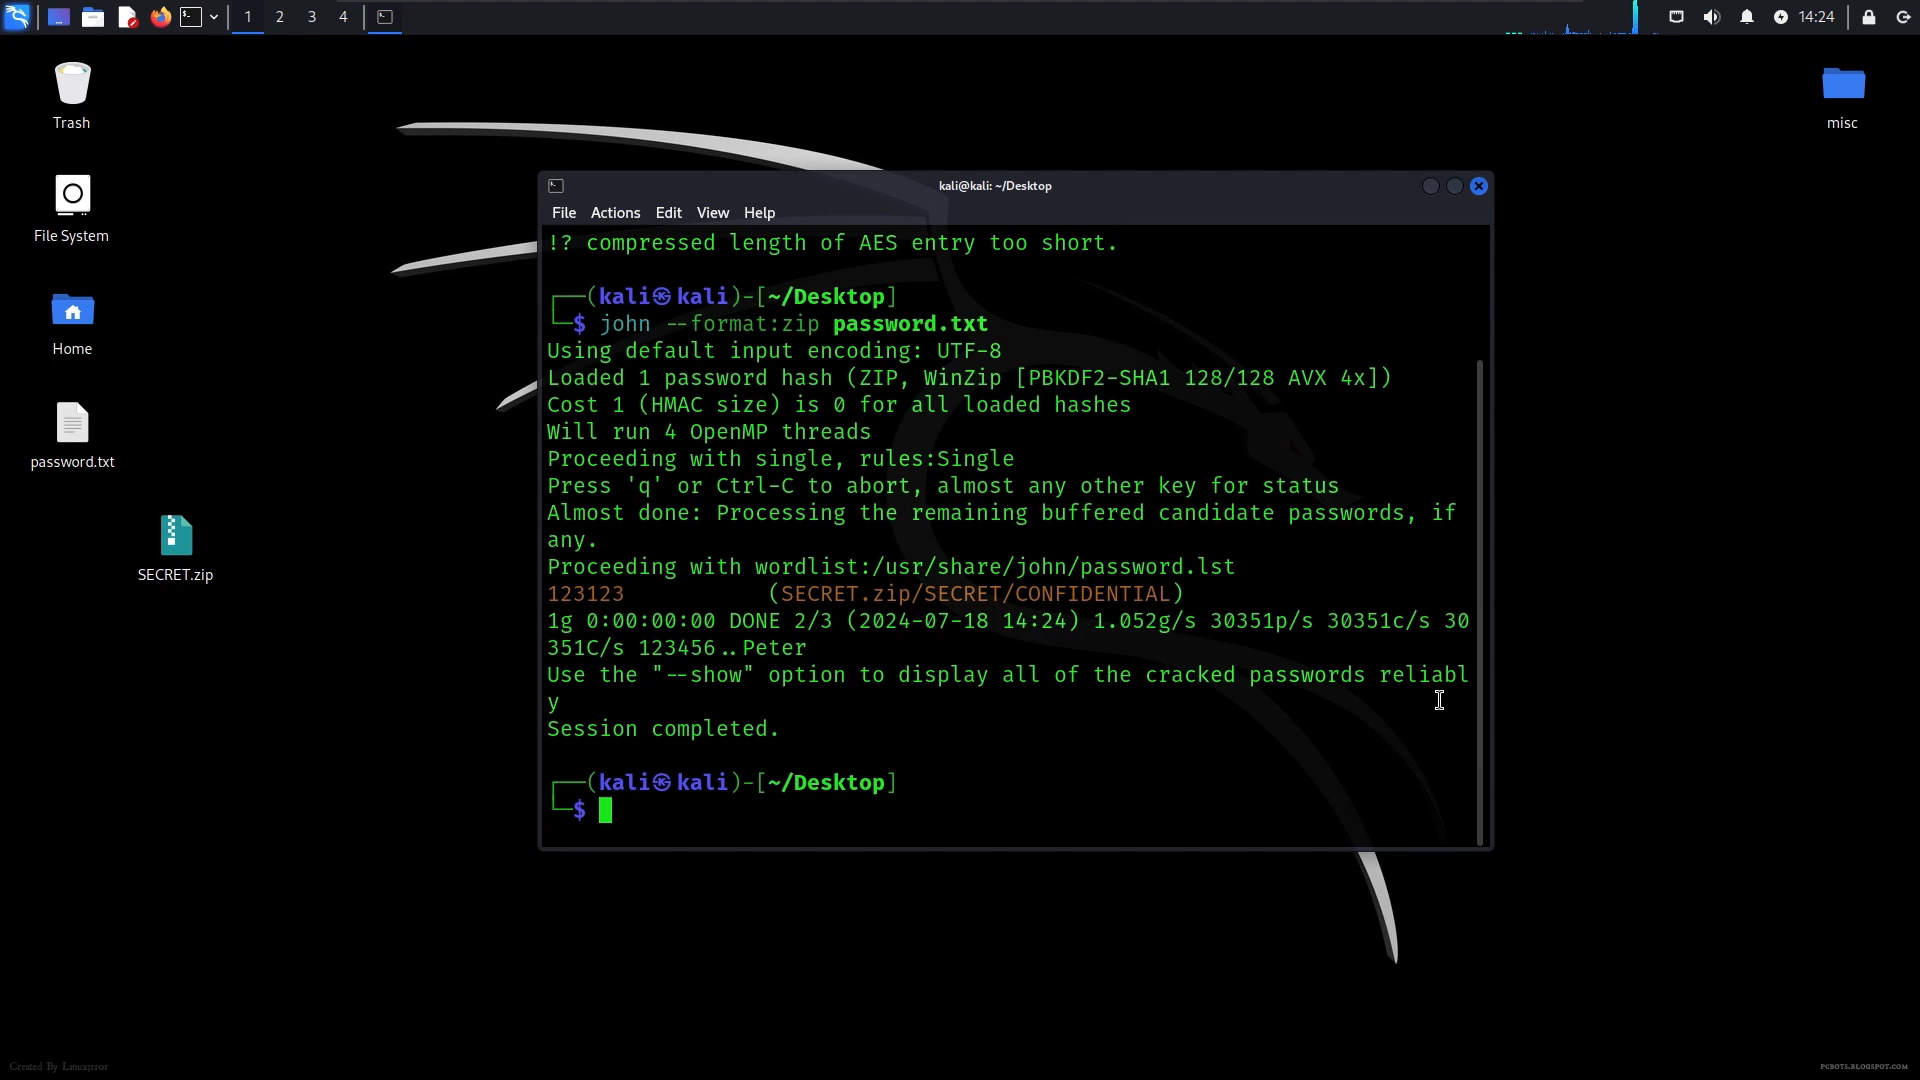 1 2 3 4 14:24
Trash
misc
File System
Home
password.txt
SECRET.zip
kali@kali: ~/Desktop
File Actions Edit View Help
!? compressed length of AES entry too short.
┌──(kali㉿kali)-[~/Desktop]
└─$ john --format:zip password.txt
Using default input encoding: UTF-8
Loaded 1 password hash (ZIP, WinZip [PBKDF2-SHA1 128/128 AVX 4x])
Cost 1 (HMAC size) is 0 for all loaded hashes
Will run 4 OpenMP threads
Proceeding with single, rules:Single
Press 'q' or Ctrl-C to abort, almost any other key for status
Almost done: Processing the remaining buffered candidate passwords, if
any.
Proceeding with wordlist:/usr/share/john/password.lst
123123 (SECRET.zip/SECRET/CONFIDENTIAL)
1g 0:00:00:00 DONE 2/3 (2024-07-18 14:24) 1.052g/s 30351p/s 30351c/s 30
351C/s 123456..Peter
Use the "--show" option to display all of the cracked passwords reliabl
y
Session completed.
┌──(kali㉿kali)-[~/Desktop]
└─$
Created By
PCBOTS.BLOGSPOT.COM